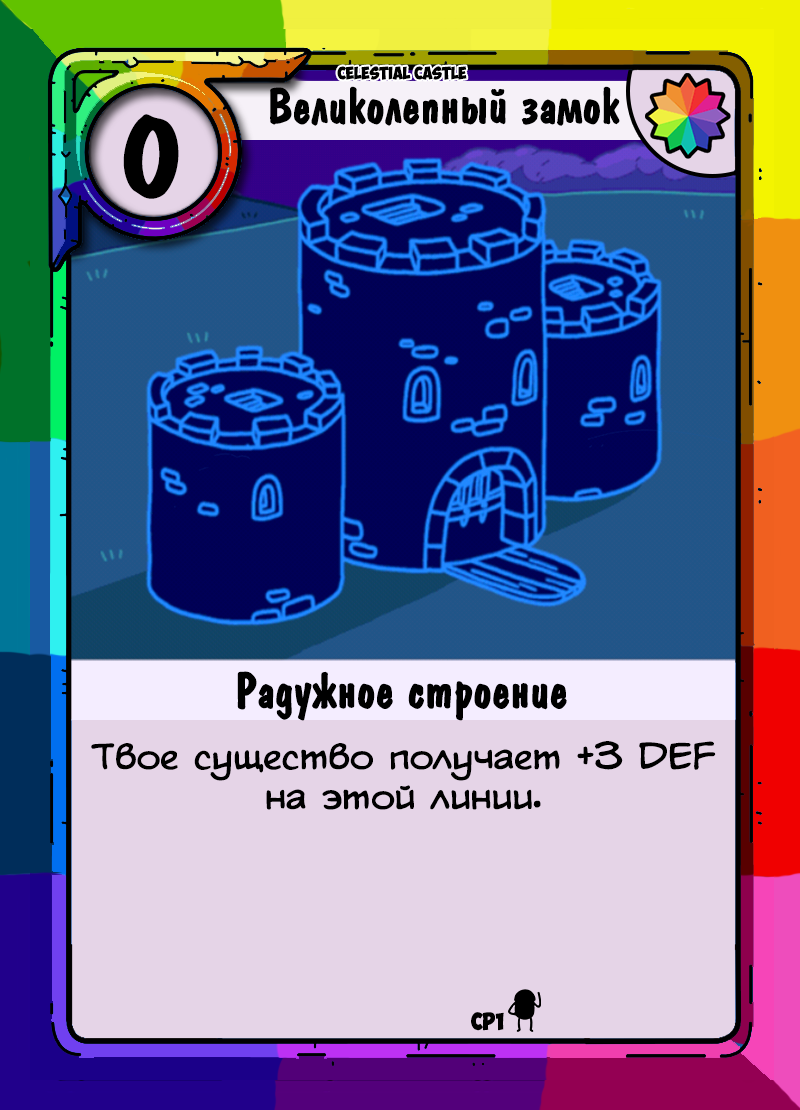 CELESTIAL CASTLE
Великолепный замок
0
Радужное строение
Твое существо получает +3 DEF
на этой линии.
CP1